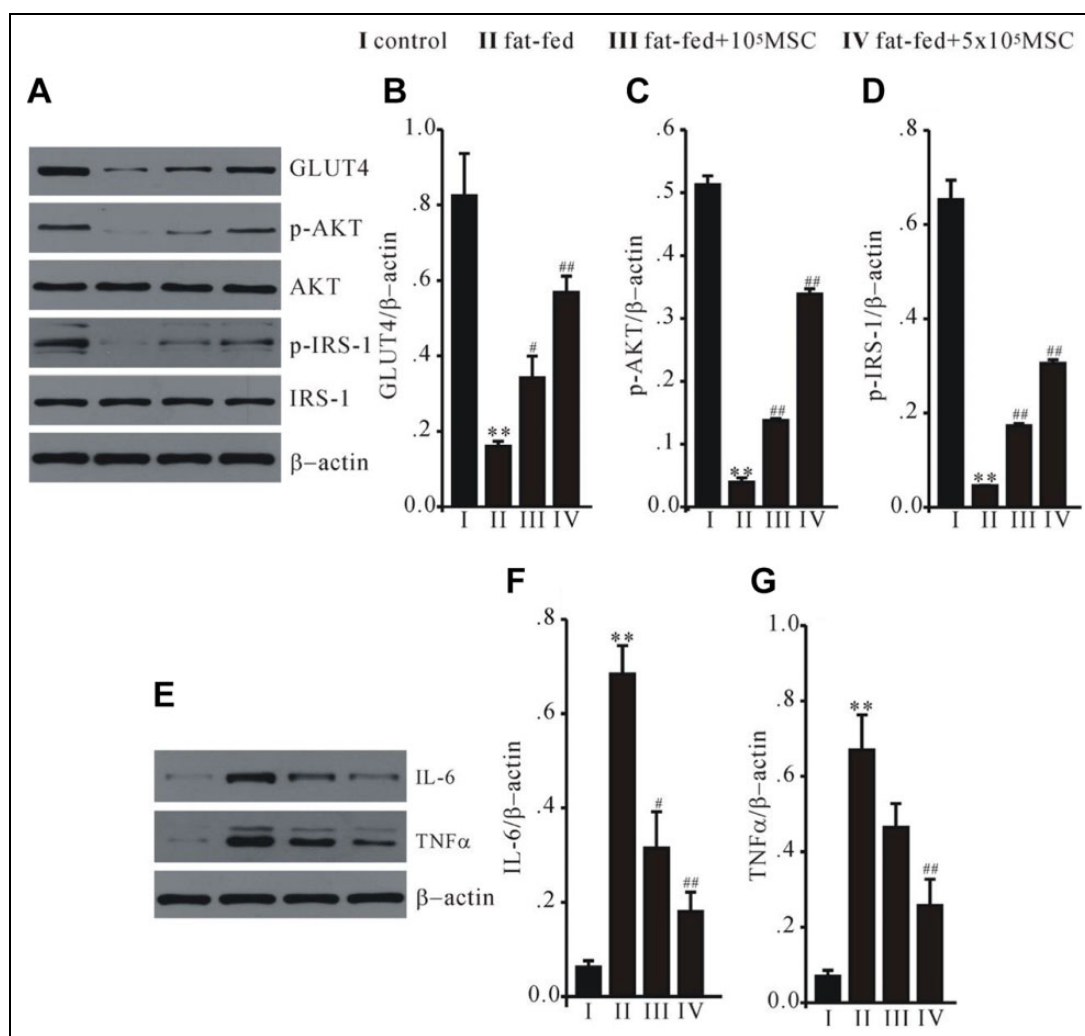 I control II fat-fed III fat-fed+10⁵MSC IV fat-fed+5x10⁵MSC
A
GLUT4
p-AKT
AKT
p-IRS-1
IRS-1
β-actin
B
GLUT4/β-actin
1.0
.8
.6
.4
.2
0.0
**
#
##
I II III IV
C
p-AKT/β-actin
.6
.5
.4
.3
.2
.1
0.0
**
##
##
I II III IV
D
p-IRS-1/β-actin
.8
.6
.4
.2
0.0
**
##
##
I II III IV
E
IL-6
TNFα
β-actin
F
IL-6/β-actin
.8
.6
.4
.2
0.0
**
#
##
I II III IV
G
TNFα/β-actin
1.0
.8
.6
.4
.2
0.0
**
##
I II III IV